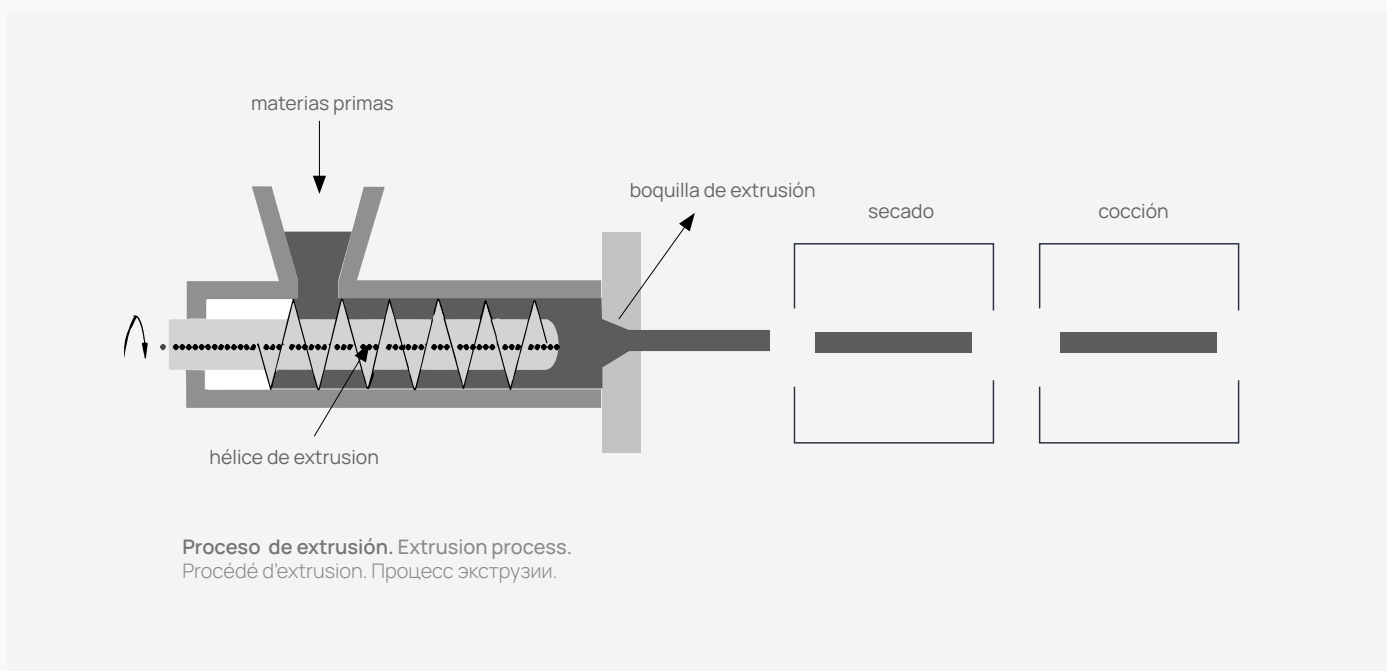 materias primas
boquilla de extrusión
secado
cocción
hélice de extrusion
Proceso de extrusión. Extrusion process.
Procédé d'extrusion. Процесс экструзии.